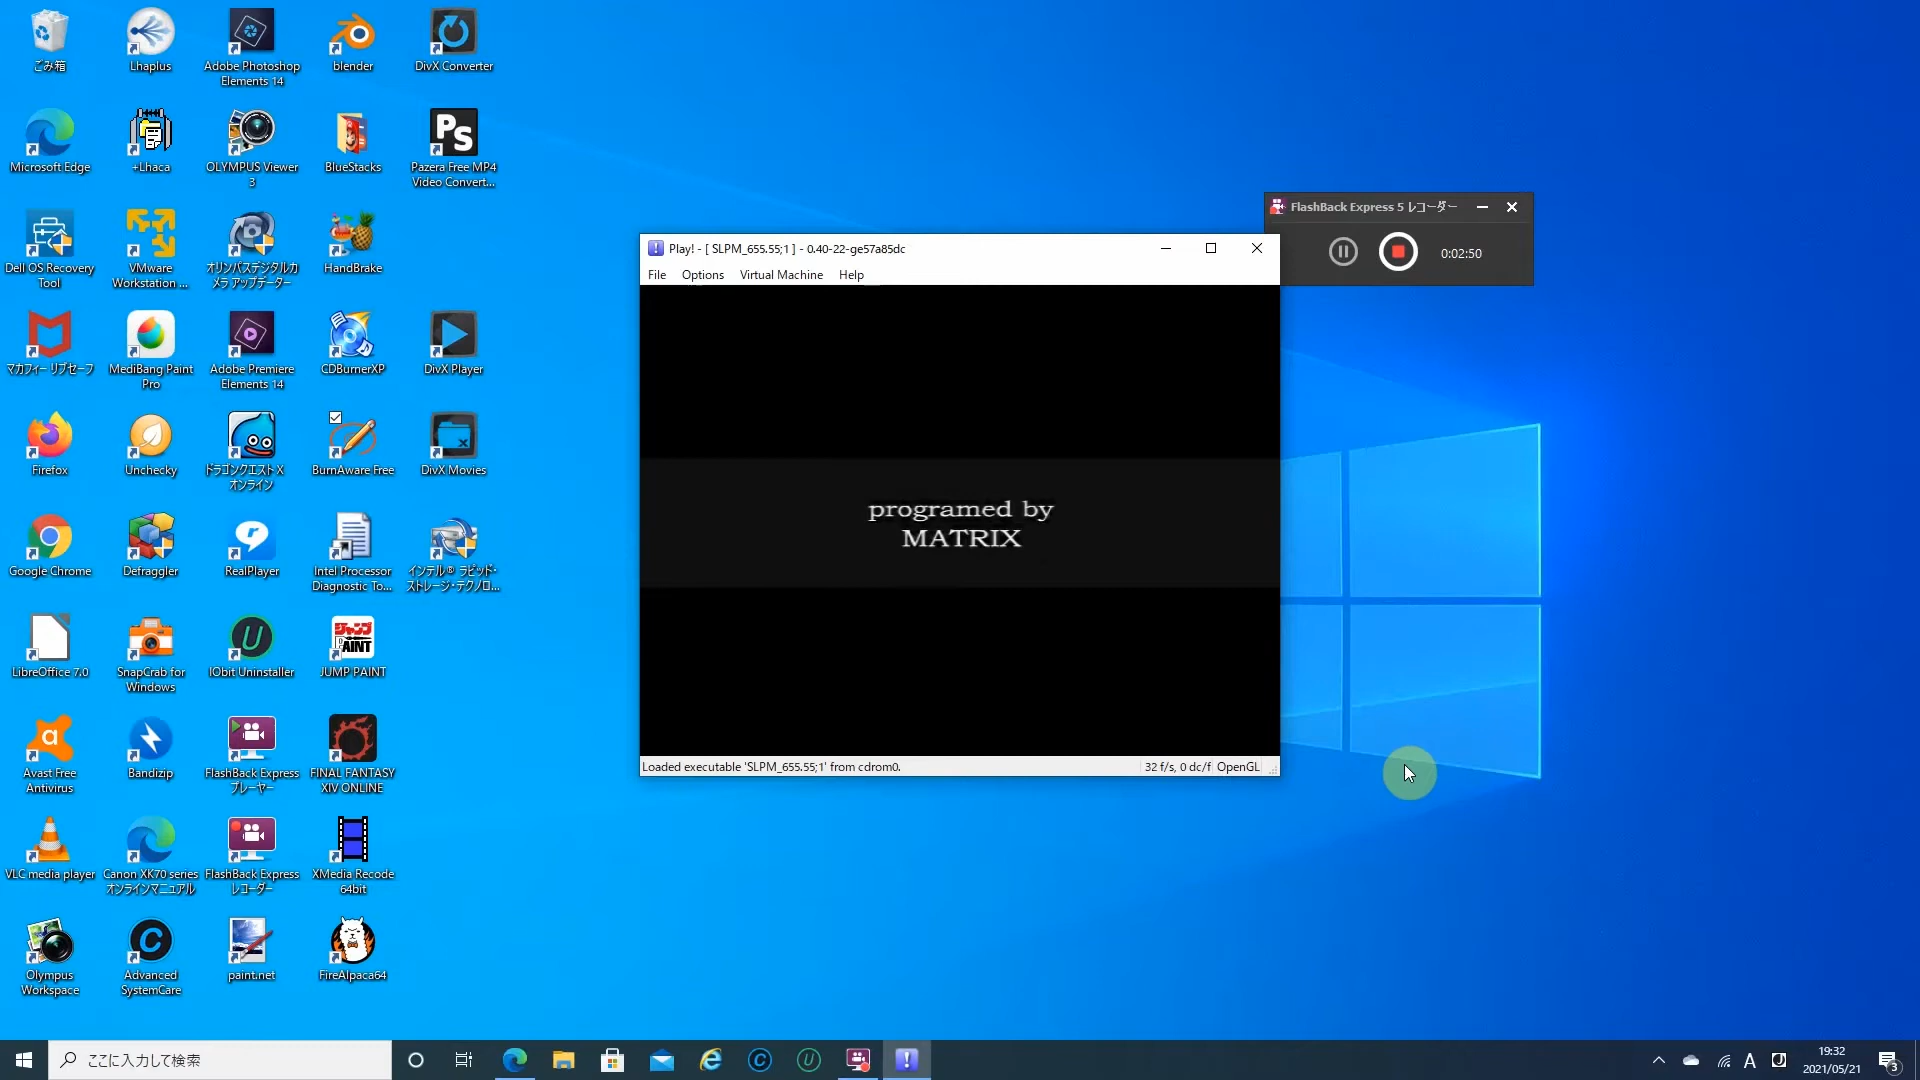 ごみ箱
Lhaplus
Adobe Photoshop
Elements 14
blender
DivX Converter
Microsoft Edge
+Lhaca
OLYMPUS Viewer
3
BlueStacks
Ps
Pazera Free MP4
Video Convert...
Dell OS Recovery
Tool
VMware
Workstation ...
オリンパスデジタルカ
メラ アップデーター
HandBrake
マカフィー リブセーフ
MediBang Paint
Pro
Adobe Premiere
Elements 14
CDBurnerXP
DivX Player
Firefox
Unchecky
ドラゴンクエストX
オンライン
BurnAware Free
DivX Movies
Google Chrome
Defraggler
RealPlayer
Intel Processor
Diagnostic To...
インテル® ラピッド・
ストレージ・テクノロ...
LibreOffice 7.0
SnapCrab for
Windows
IObit Uninstaller
ジャンプ
PAINT
JUMP PAINT
Avast Free
Antivirus
Bandizip
FlashBack Express
プレーヤー
FINAL FANTASY
XIV ONLINE
VLC media player
Canon XK70 series
オンラインマニュアル
FlashBack Express
レコーダー
XMedia Recode
64bit
Olympus
Workspace
Advanced
SystemCare
paint.net
FireAlpaca64
FlashBack Express 5 レコーダー
0:02:50
Play! - [ SLPM_655.55;1 ] - 0.40-22-ge57a85dc
File Options Virtual Machine Help
programed by
MATRIX
Loaded executable 'SLPM_655.55;1' from cdrom0. 32 f/s, 0 dc/f OpenGL
ここに入力して検索
A
19:32
2021/05/21
3